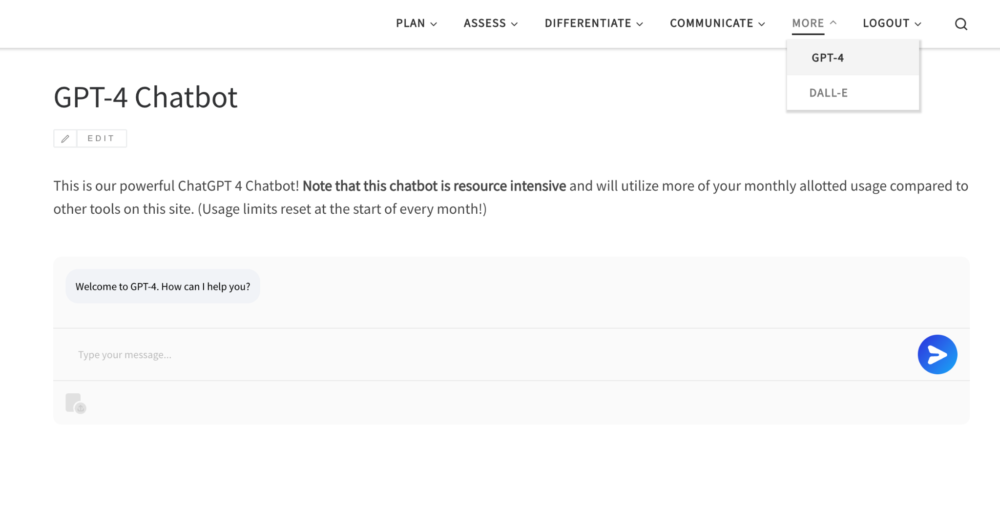 PLAN
ASSESS
DIFFERENTIATE
COMMUNICATE
MORE
LOGOUT
GPT-4
DALL-E
GPT-4 Chatbot
EDIT
This is our powerful ChatGPT 4 Chatbot! Note that this chatbot is resource intensive and will utilize more of your monthly allotted usage compared to
other tools on this site. (Usage limits reset at the start of every month!)
Welcome to GPT-4. How can I help you?
Type your message...